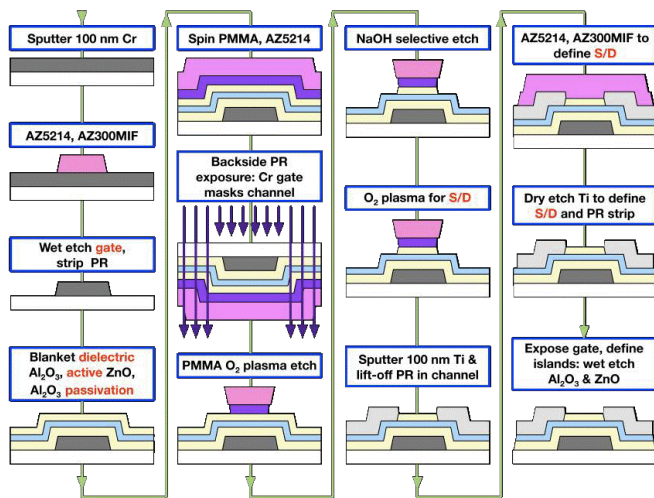 Sputter 100 nm Cr
AZ5214, AZ300MIF
Wet etch gate,
strip PR
Blanket dielectric
Al₂O₃, active ZnO,
Al₂O₃ passivation
Spin PMMA, AZ5214
Backside PR
exposure: Cr gate
masks channel
PMMA O₂ plasma etch
NaOH selective etch
O₂ plasma for S/D
Sputter 100 nm Ti &
lift-off PR in channel
AZ5214, AZ300MIF to
define S/D
Dry etch Ti to define
S/D and PR strip
Expose gate, define
islands: wet etch
Al₂O₃ & ZnO